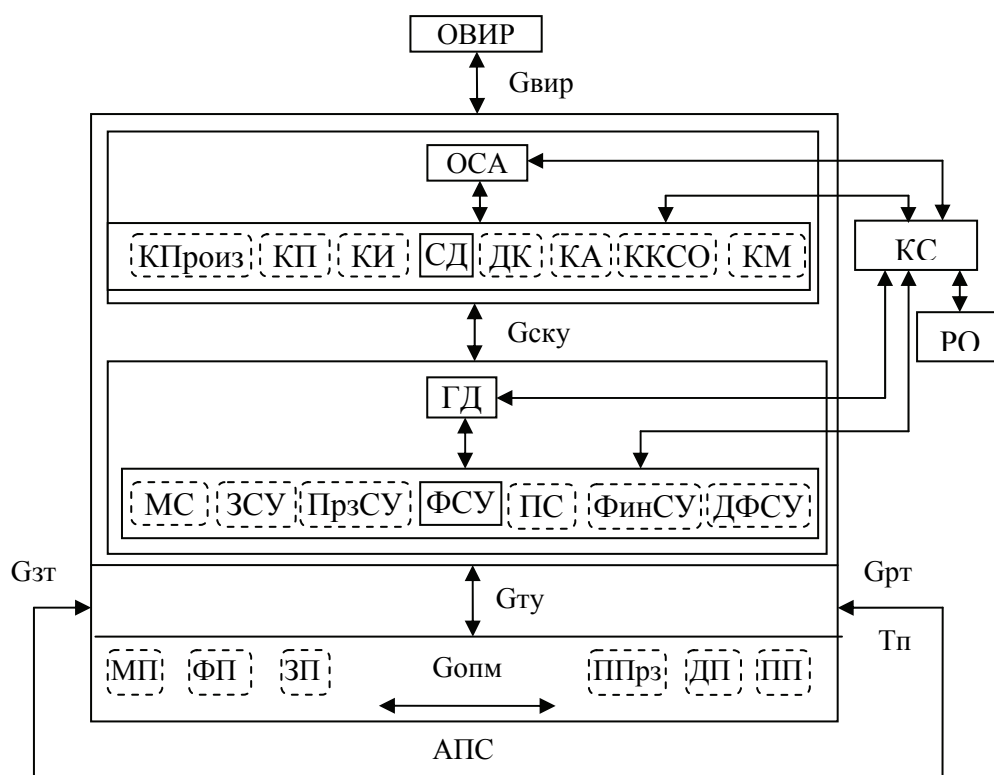 ОВИР
Gвир
ОСА
КПроиз КП КИ СД ДК КА ККСО КМ
КС
Gску
РО
ГД
МС ЗСУ ПрзСУ ФСУ ПС ФинСУ ДФСУ
Gзт Gрт
Gту
Тп
МП ФП ЗП Gопм ППрз ДП ПП
АПС